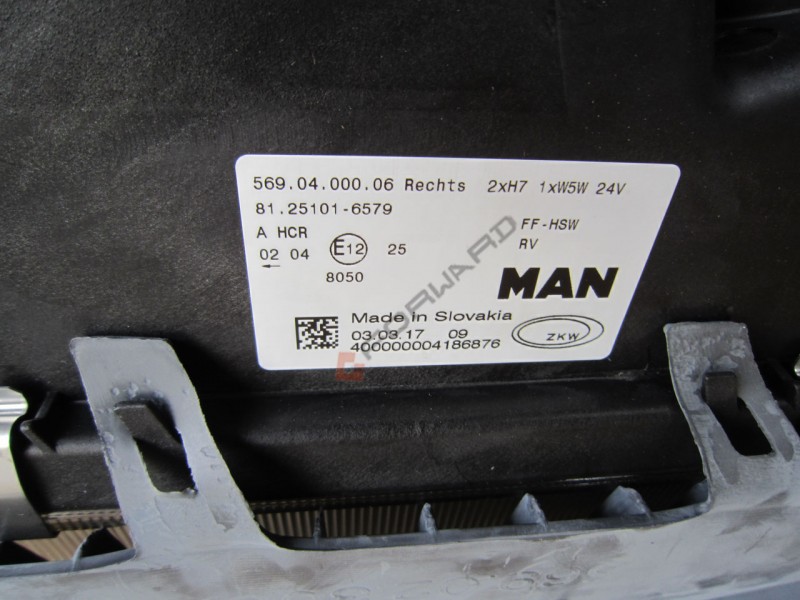 569.04.000.06 Rechts 2xH7 1xW5W 24V
81.25101-6579
A HCR FF-HSW
02 04 E12 25 RV
8050
MAN
Made in Slovakia
03.03.17 09
400000004186876
ZKW
FORWARD